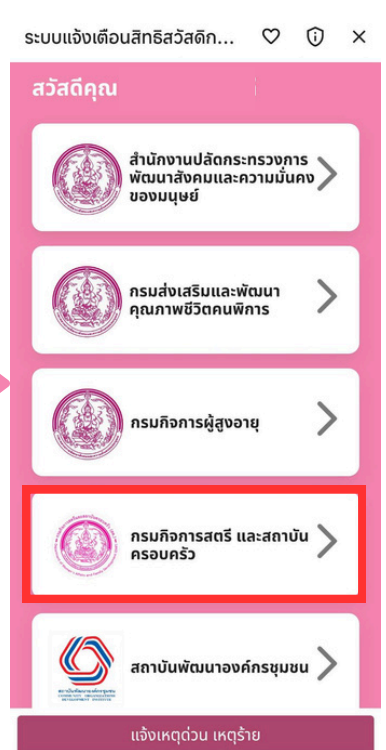 ระบบแจ้งเตือนสิทธิสวัสดิก...
สวัสดีคุณ
สำนักงานปลัดกระทรวงการ
พัฒนาสังคมและความมั่นคง
ของมนุษย์
กรมส่งเสริมและพัฒนา
คุณภาพชีวิตคนพิการ
กรมกิจการผู้สูงอายุ
กรมกิจการสตรี และสถาบัน
ครอบครัว
สถาบันพัฒนาองค์กรชุมชน
แจ้งเหตุด่วน เหตุร้าย